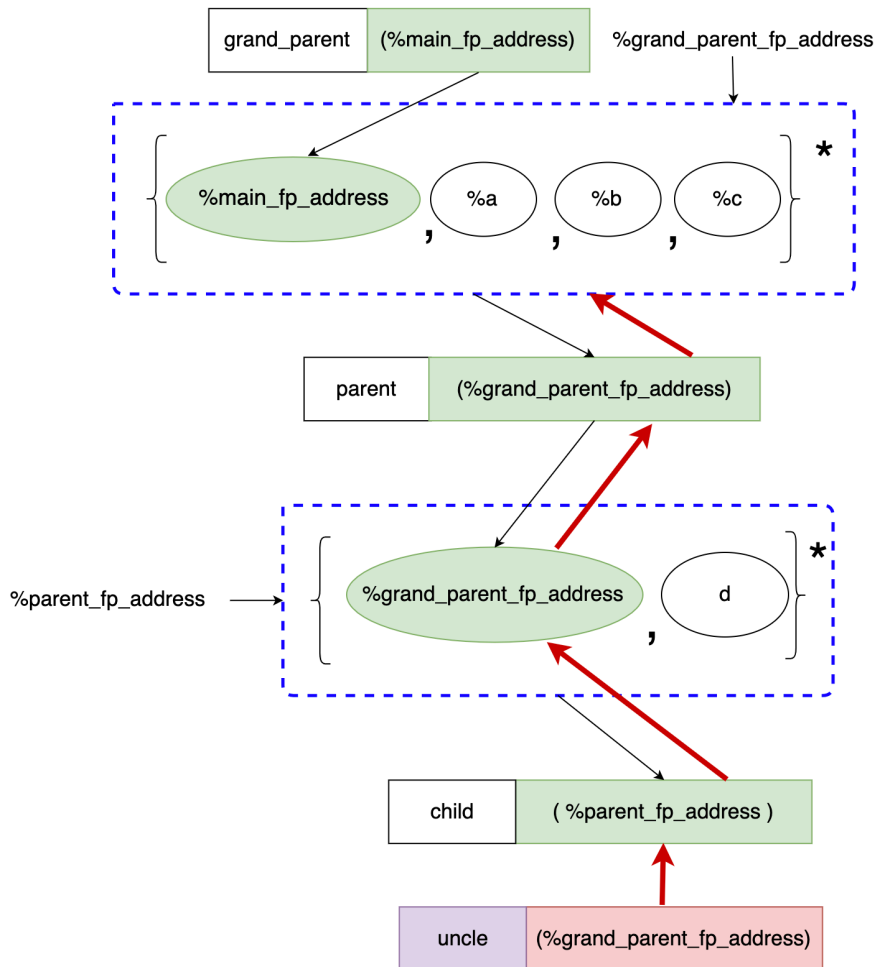 grand_parent (%main_fp_address) %grand_parent_fp_address
{ %main_fp_address , %a , %b , %c } *
parent (%grand_parent_fp_address)
%parent_fp_address { %grand_parent_fp_address , d } *
child ( %parent_fp_address )
uncle (%grand_parent_fp_address)